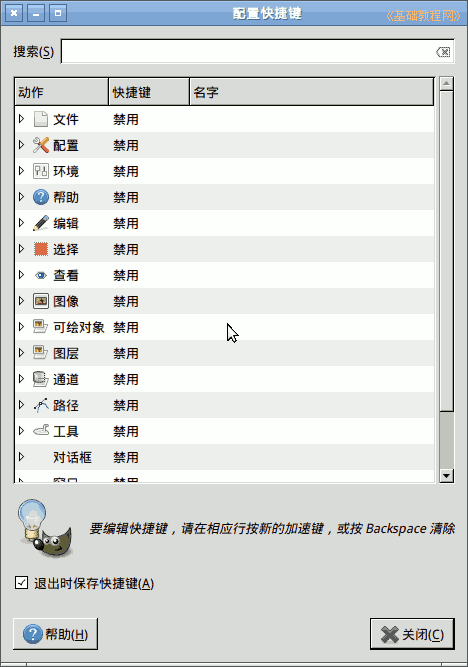 配置快捷键
《基础教程网》
搜索(S)
动作 快捷键 名字
文件 禁用
配置 禁用
环境 禁用
帮助 禁用
编辑 禁用
选择 禁用
查看 禁用
图像 禁用
可绘对象 禁用
图层 禁用
通道 禁用
路径 禁用
工具 禁用
对话框 禁用
要编辑快捷键，请在相应行按新的加速键，或按 Backspace 清除
退出时保存快捷键(A)
帮助(H) 关闭(C)